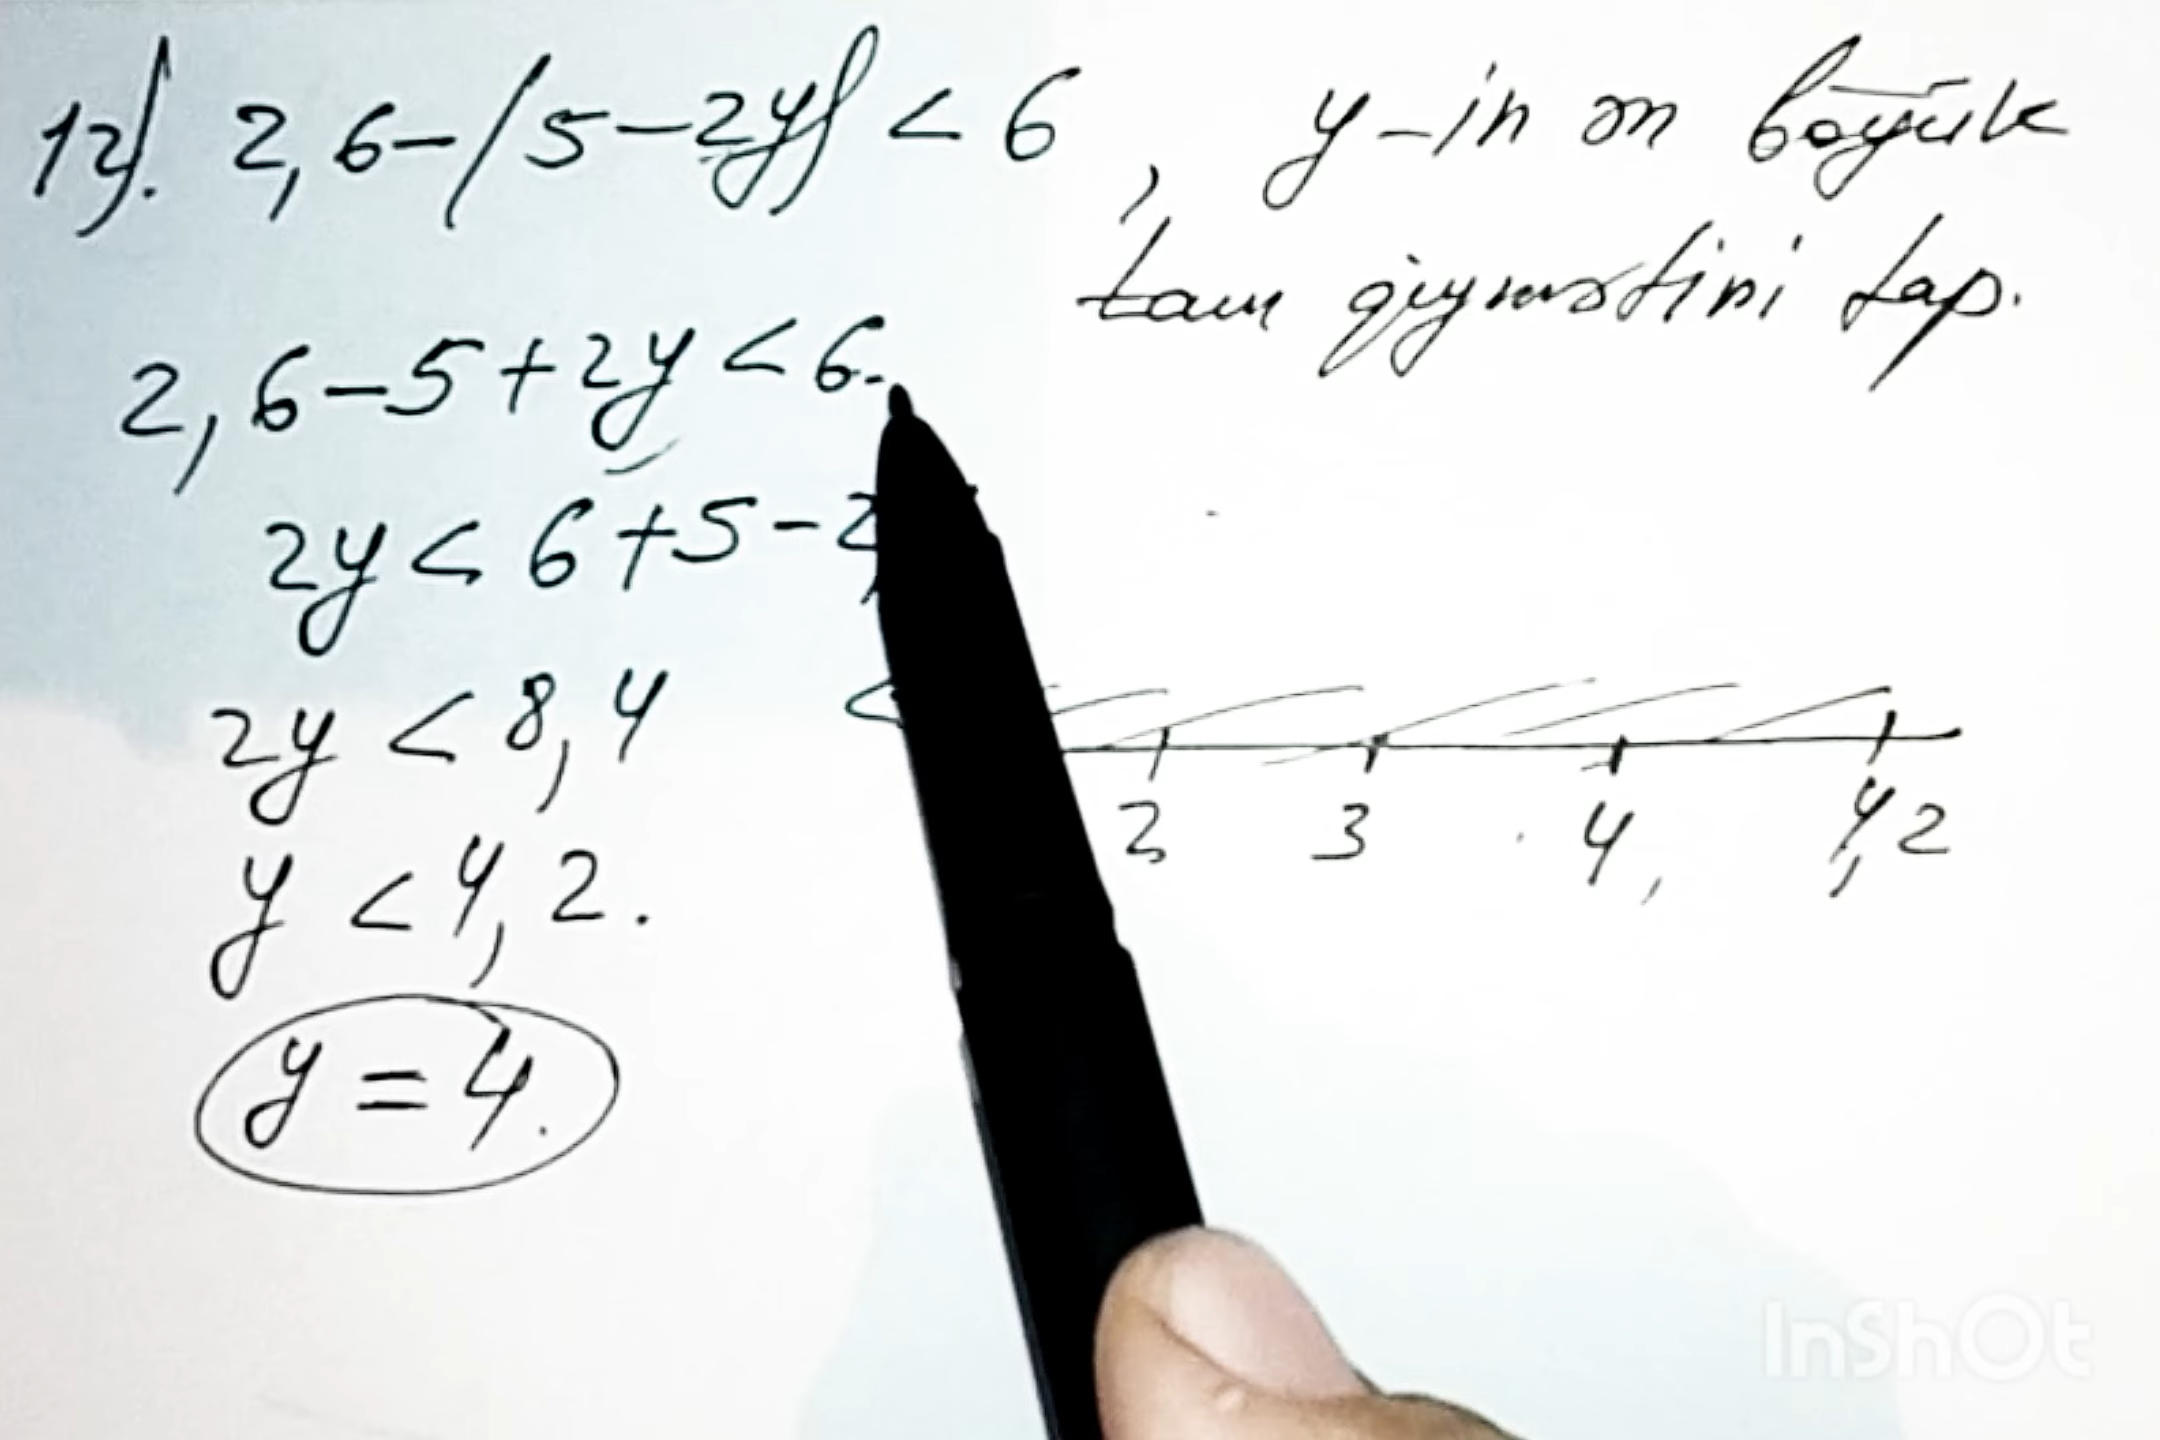 12). 2,6-(5-2y) < 6, y-in ən böyük
tam qiymətini tap.
2,6-5+2y < 6.
2y < 6+5-2,
2y < 8,4
y < 4,2.
y = 4.
2 3 4, 4,2
InShOt